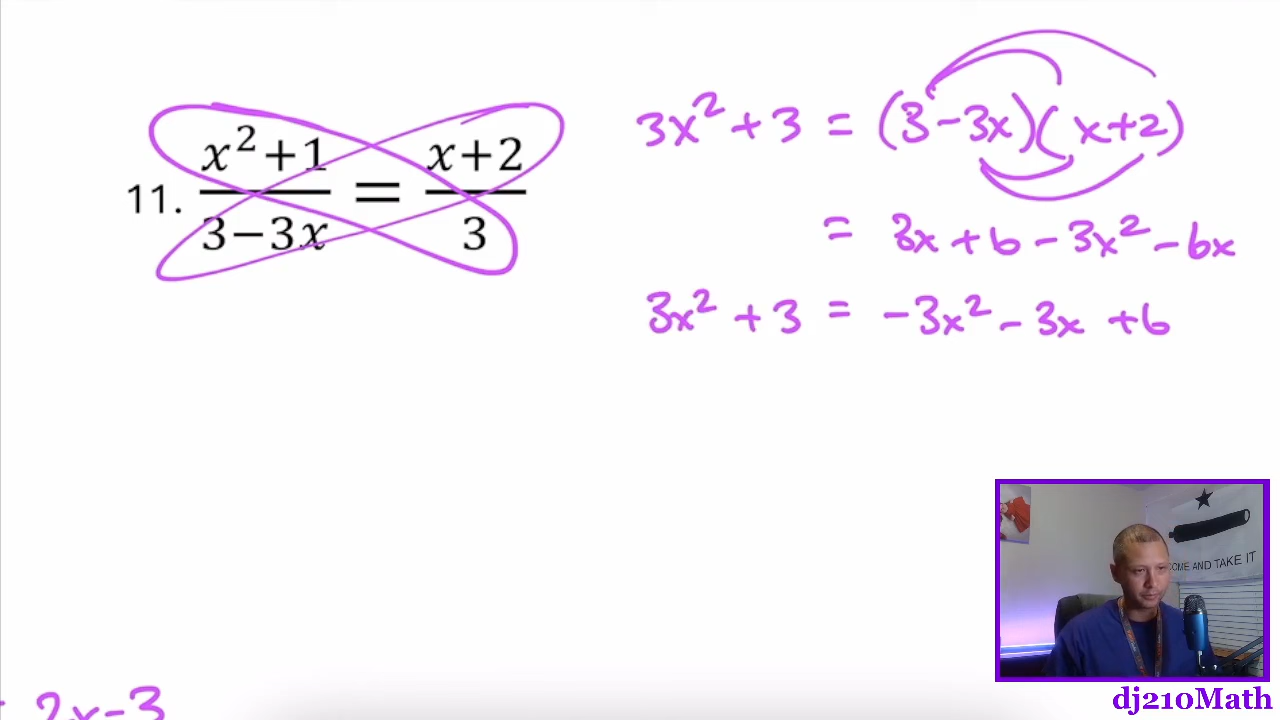 11. (x²+1)/(3−3x) = (x+2)/3
3x² + 3 = (3 − 3x)(x+2)
= 3x + 6 − 3x² − 6x
3x² + 3 = −3x² − 3x + 6
2x − 3
COME AND TAKE IT
dj210Math